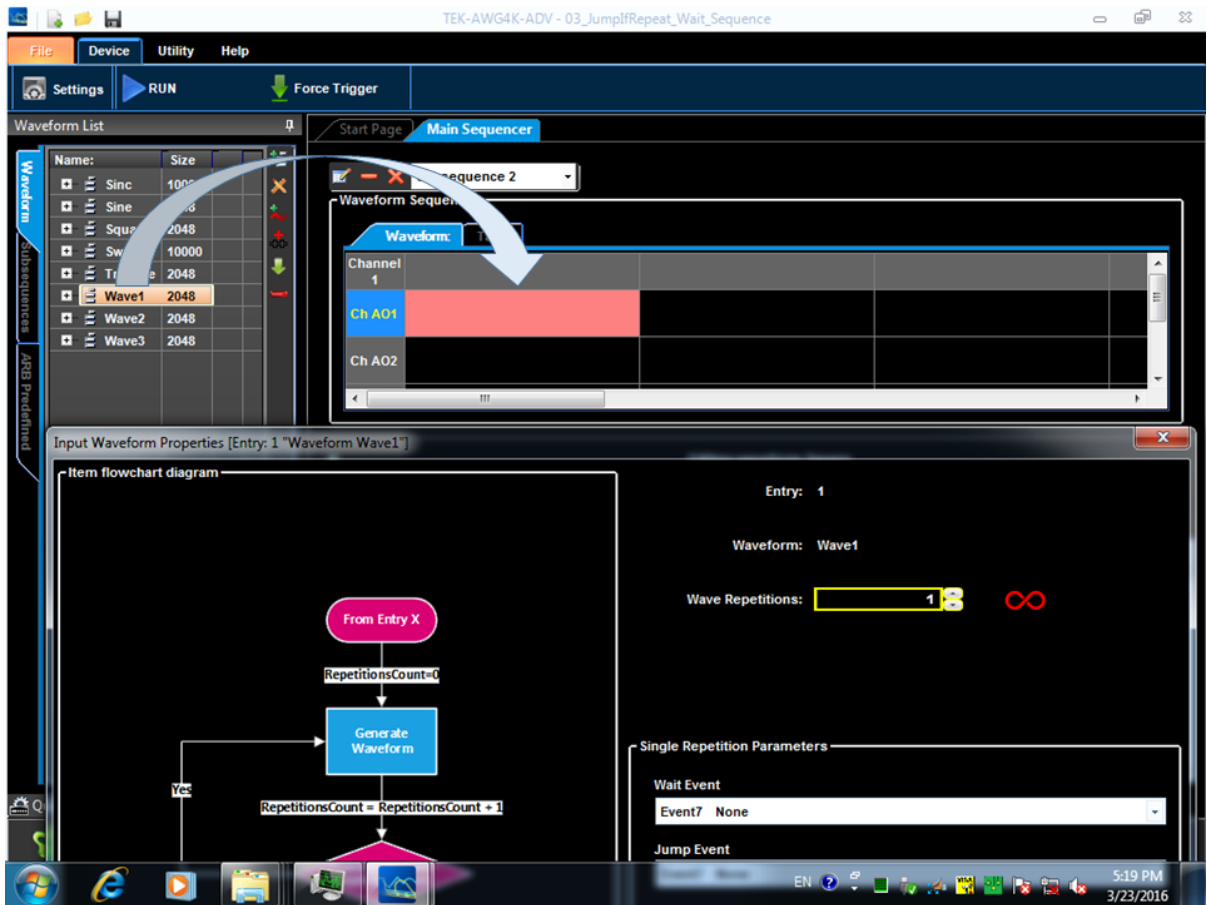 TEK-AWG4K-ADV - 03_JumpIfRepeat_Wait_Sequence
File Device Utility Help
Settings RUN Force Trigger
Waveform List
Start Page Main Sequencer
Waveform
Subsequences
ARB Predefined
Name: Size
Sinc
Sine
2048
10000
2048
Wave1 2048
Wave2 2048
Wave3 2048
sequence 2
Waveform:
Channel 1
Ch AO1
Ch AO2
Input Waveform Properties [Entry: 1 "Waveform Wave1"]
Item flowchart diagram
From Entry X
RepetitionsCount=0
Generate
Waveform
Yes
RepetitionsCount = RepetitionsCount + 1
Entry: 1
Waveform: Wave1
Wave Repetitions: 1
Single Repetition Parameters
Wait Event
Event7 None
Jump Event
EN
5:19 PM
3/23/2016